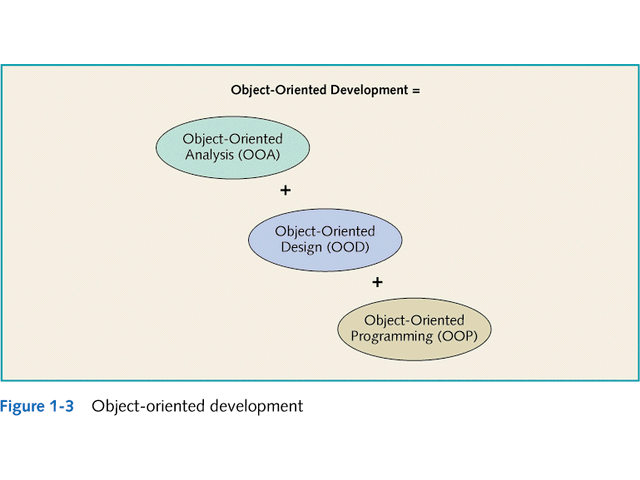 Object-Oriented Development =
Object-Oriented
Analysis (OOA)
+
Object-Oriented
Design (OOD)
+
Object-Oriented
Programming (OOP)
Figure 1-3 Object-oriented development